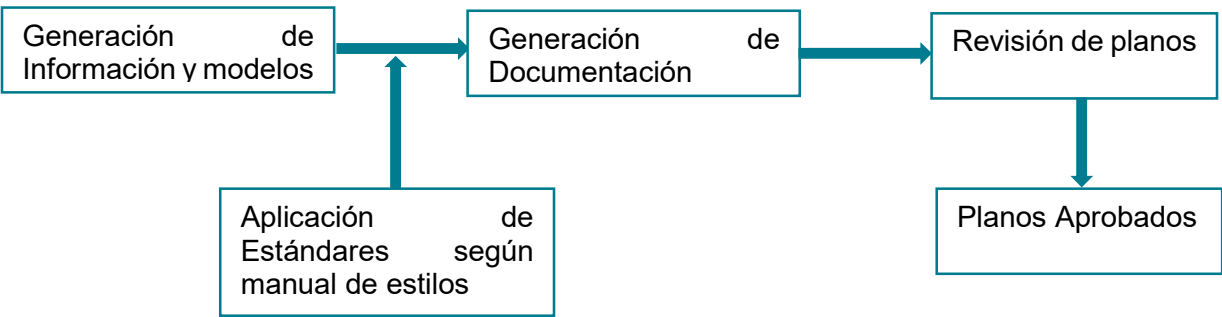 Generación de
Información y modelos
Generación de
Documentación
Revisión de planos
Aplicación de
Estándares según
manual de estilos
Planos Aprobados